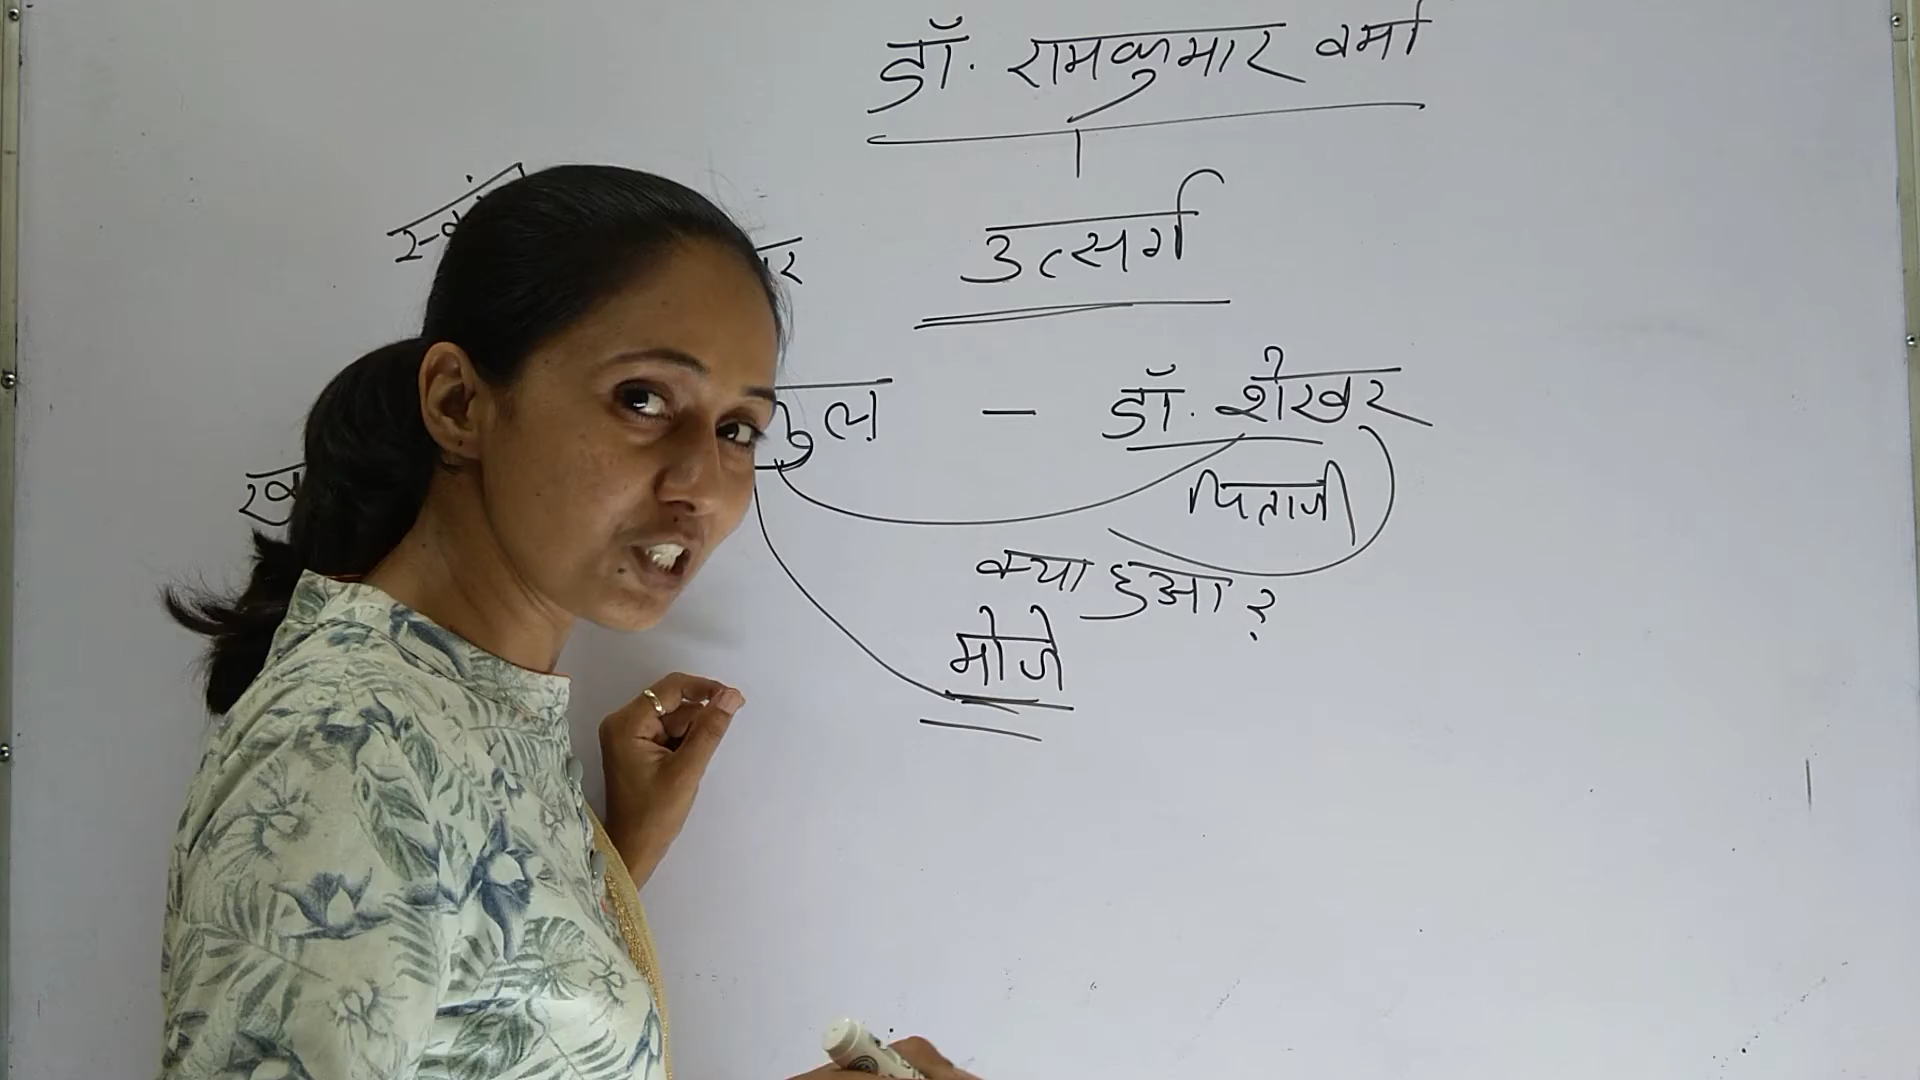 डॉ. रामकुमार वर्मा
उत्सर्ग
– डॉ. शेखर
पिताजी
क्या हुआ?
मोजे